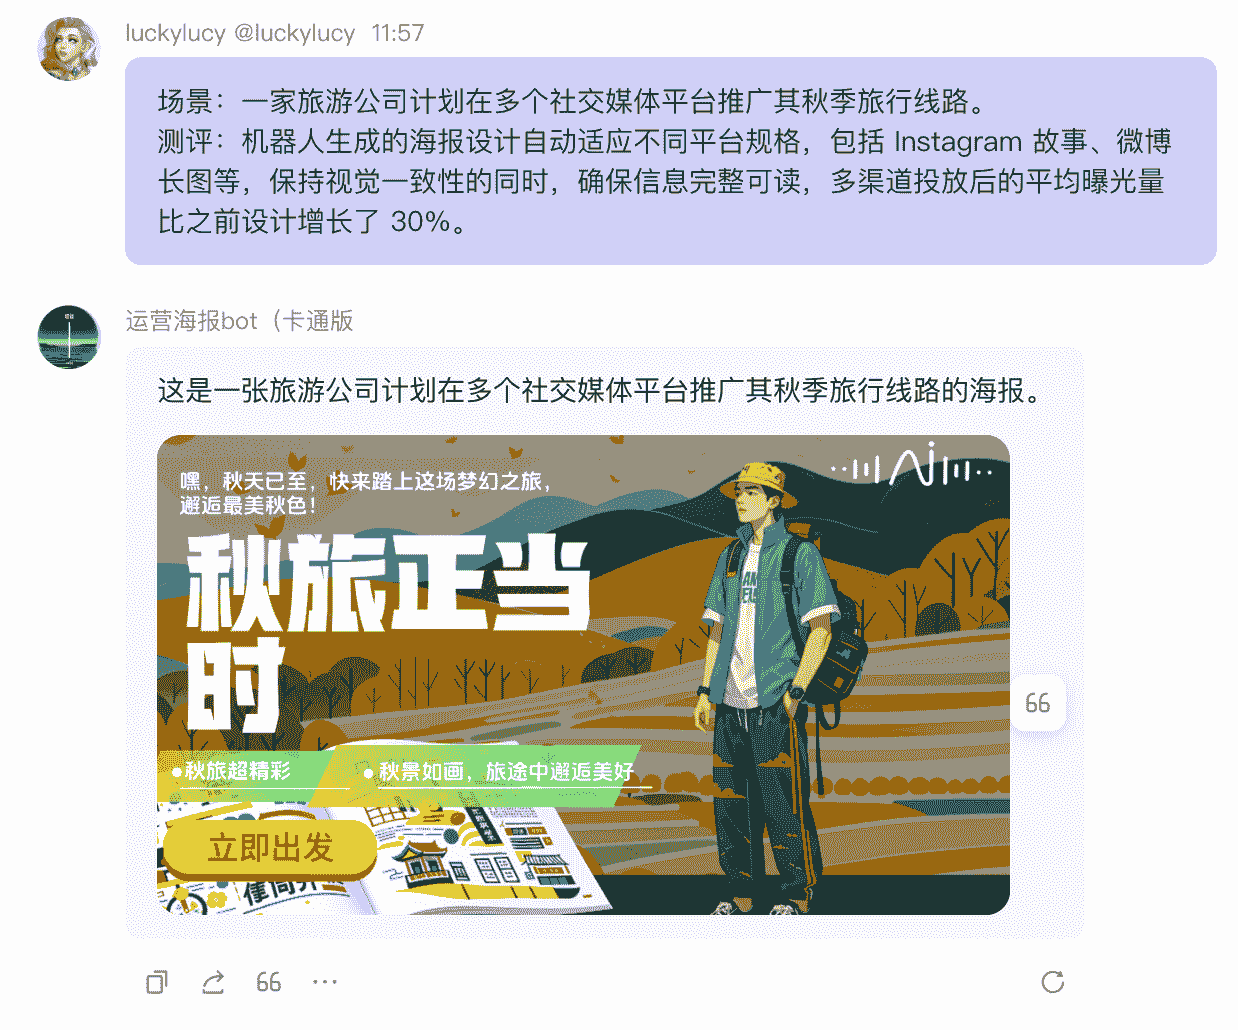 luckylucy @luckylucy 11:57
场景：一家旅游公司计划在多个社交媒体平台推广其秋季旅行线路。
测评：机器人生成的海报设计自动适应不同平台规格，包括 Instagram 故事、微博
长图等，保持视觉一致性的同时，确保信息完整可读，多渠道投放后的平均曝光量
比之前设计增长了 30%。
运营海报bot（卡通版
这是一张旅游公司计划在多个社交媒体平台推广其秋季旅行线路的海报。
嘿，秋天已至，快来踏上这场梦幻之旅，
邂逅最美秋色！
秋旅正当
时
•秋旅超精彩
• 秋景如画，旅途中邂逅美好
立即出发